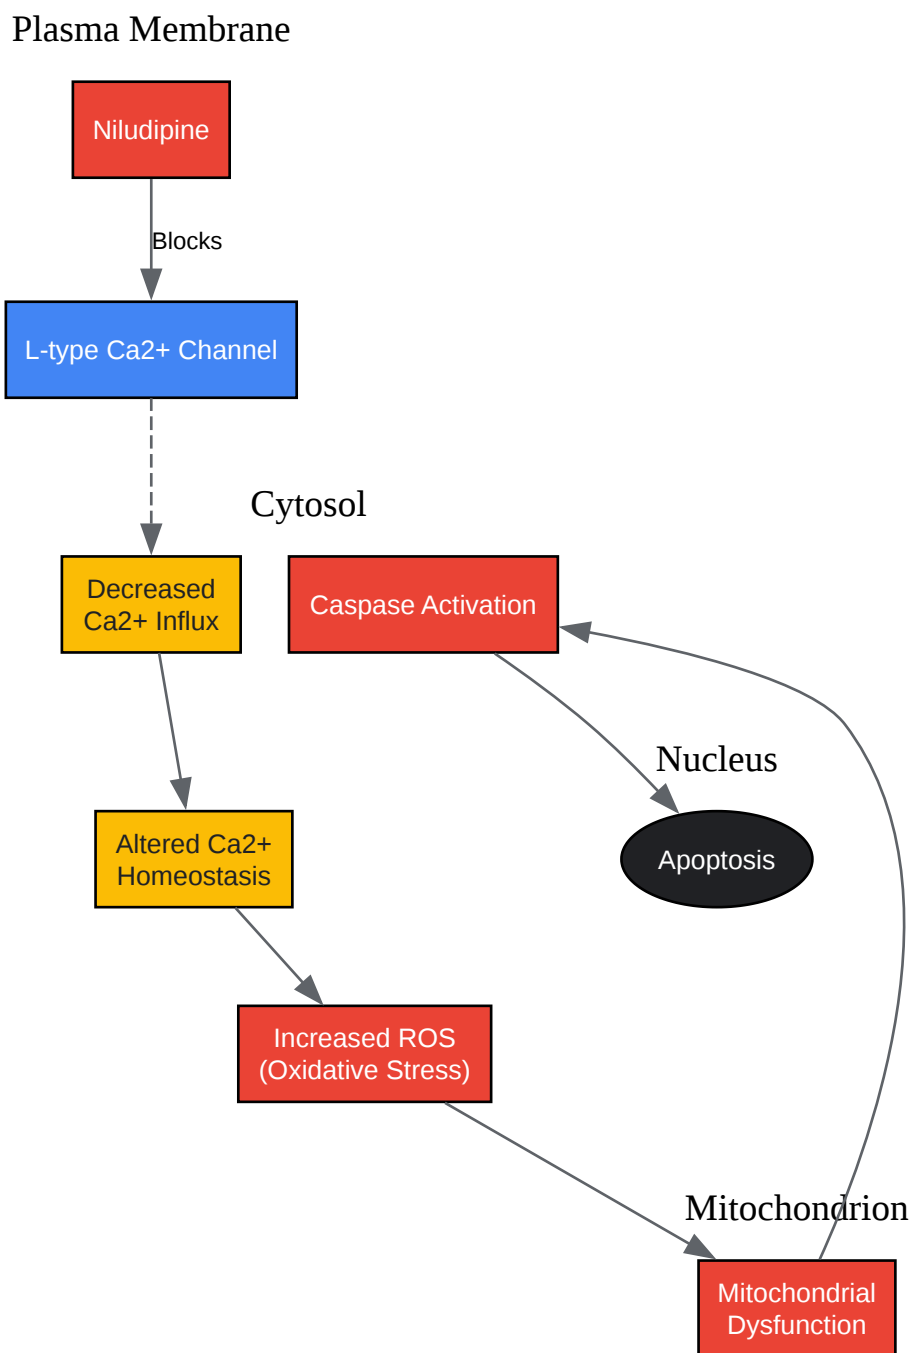 Plasma Membrane
Niludipine
Blocks
L-type Ca2+ Channel
Cytosol
Decreased
Ca2+ Influx
Caspase Activation
Nucleus
Altered Ca2+
Homeostasis
Apoptosis
Increased ROS
(Oxidative Stress)
Mitochondrion
Mitochondrial
Dysfunction